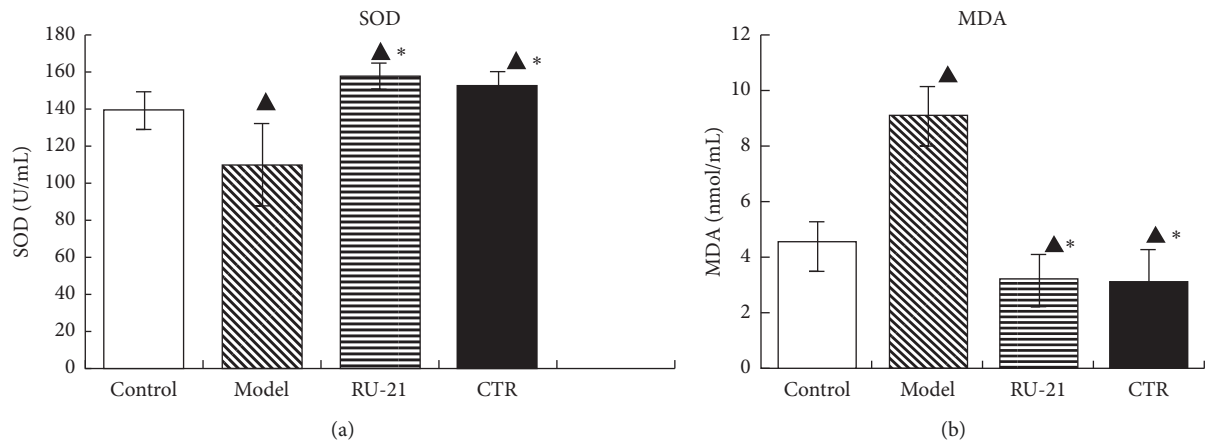 SOD
180
160
140
120
100
80
60
40
20
0
SOD (U/mL)
▲ ▲ * ▲ *
Control Model RU-21 CTR
(a)
MDA
12
10
8
6
4
2
0
MDA (nmol/mL)
▲ ▲* ▲ *
Control Model RU-21 CTR
(b)